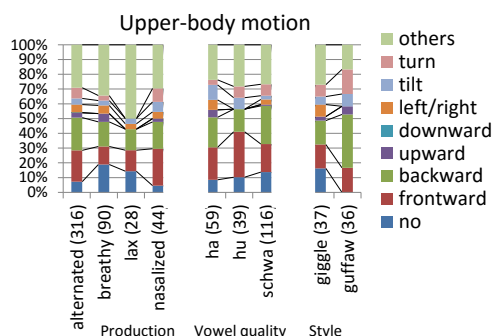 Upper-body motion
100%
90%
80%
70%
60%
50%
40%
30%
20%
10%
0%
others
turn
tilt
left/right
downward
upward
backward
frontward
no
alternated (316)
breathy (90)
lax (28)
nasalized (44)
ha (59)
hu (39)
schwa (116)
giggle (37)
guffaw (36)
Production
Vowel quality
Style